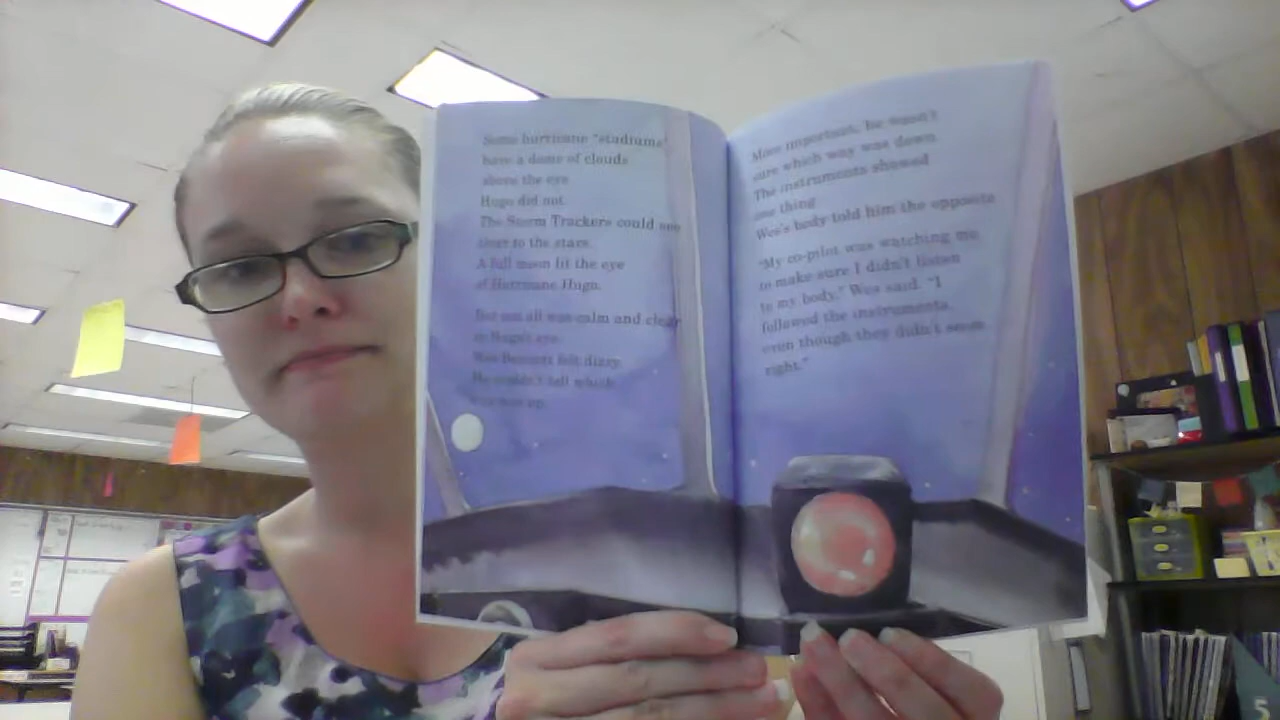 Some hurricane "stadiums"
have a dome of clouds
above the eye.
Hugo did not.
The Storm Trackers could see
clear to the stars.
A full moon lit the eye
of Hurricane Hugo.
But not all was calm and clear
in Hugo's eye.
Wes Bennett felt dizzy.
He couldn't tell which
way was up.
More important, he wasn't
sure which way was down.
The instruments showed
one thing.
Wes's body told him the opposite.
"My co-pilot was watching me
to make sure I didn't listen
to my body," Wes said. "I
followed the instruments,
even though they didn't seem
right."
5